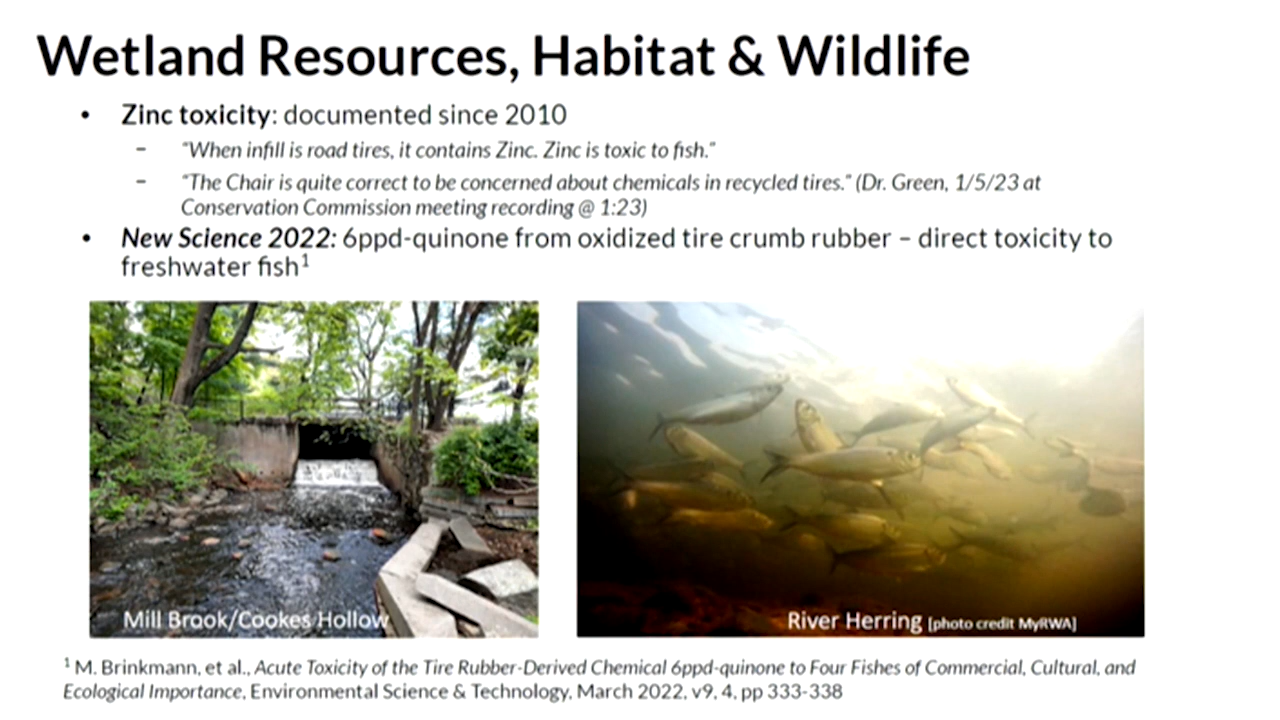 Wetland Resources, Habitat & Wildlife
• Zinc toxicity: documented since 2010
– "When infill is road tires, it contains Zinc. Zinc is toxic to fish."
– "The Chair is quite correct to be concerned about chemicals in recycled tires." (Dr. Green, 1/5/23 at
Conservation Commission meeting recording @ 1:23)
• New Science 2022: 6ppd-quinone from oxidized tire crumb rubber – direct toxicity to
freshwater fish¹
Mill Brook/Cookes Hollow
River Herring [photo credit MyRWA]
¹ M. Brinkmann, et al., Acute Toxicity of the Tire Rubber-Derived Chemical 6ppd-quinone to Four Fishes of Commercial, Cultural, and
Ecological Importance, Environmental Science & Technology, March 2022, v9, 4, pp 333-338